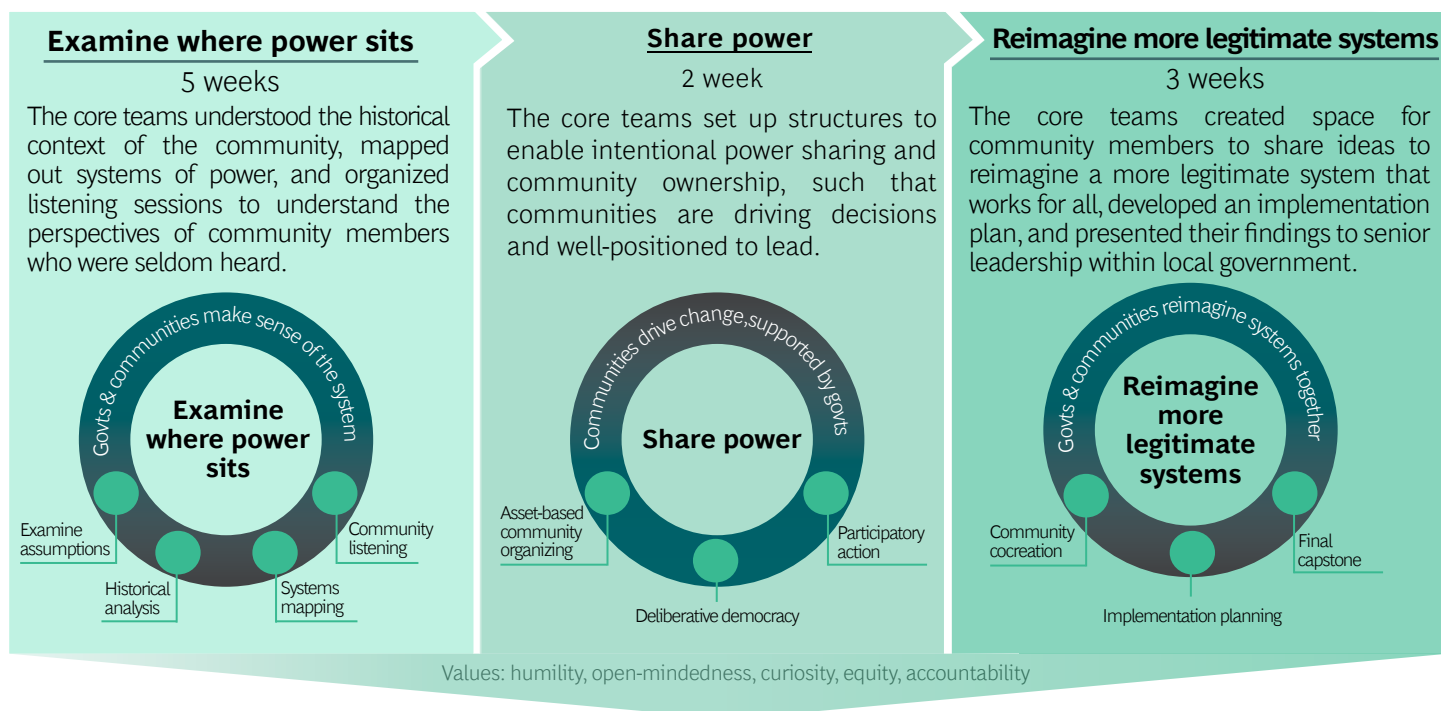 Examine where power sits
5 weeks
The core teams understood the historical
context of the community, mapped
out systems of power, and organized
listening sessions to understand the
perspectives of community members
who were seldom heard.
Govts & communities make sense of the system
Examine
where power
sits
Examine
assumptions
Historical
analysis
Systems
mapping
Community
listening
Share power
2 week
The core teams set up structures to
enable intentional power sharing and
community ownership, such that
communities are driving decisions
and well-positioned to lead.
Communities drive change,supported by govts
Share power
Asset-based
community
organizing
Deliberative democracy
Participatory
action
Reimagine more legitimate systems
3 weeks
The core teams created space for
community members to share ideas to
reimagine a more legitimate system that
works for all, developed an implementation
plan, and presented their findings to senior
leadership within local government.
Govts & communities reimagine systems together
Reimagine
more
legitimate
systems
Community
cocreation
Implementation planning
Final
capstone
Values: humility, open-mindedness, curiosity, equity, accountability